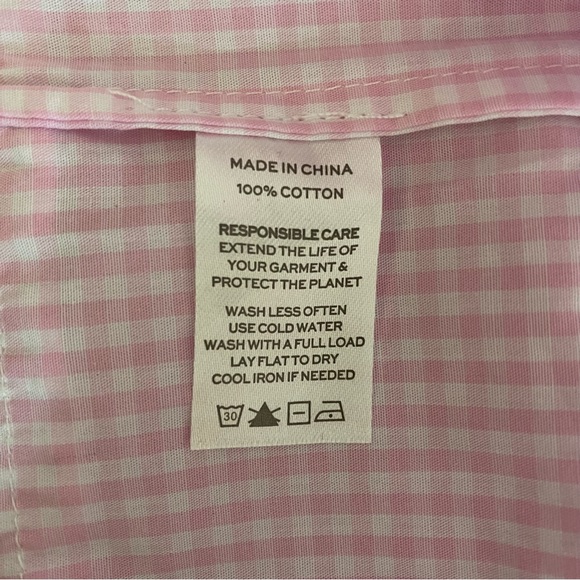 MADE IN CHINA
100% COTTON
RESPONSIBLE CARE
EXTEND THE LIFE OF
YOUR GARMENT &
PROTECT THE PLANET
WASH LESS OFTEN
USE COLD WATER
WASH WITH A FULL LOAD
LAY FLAT TO DRY
COOL IRON IF NEEDED
30